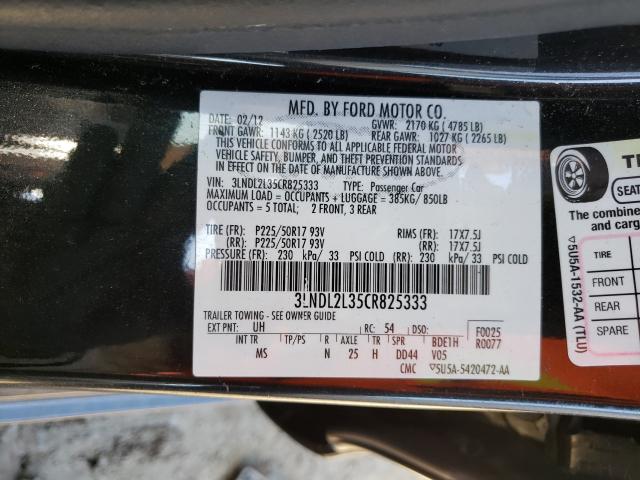 MFD. BY FORD MOTOR CO.
DATE: 02/12 GVWR: 2170 KG ( 4785 LB)
FRONT GAWR: 1143 KG ( 2520 LB) REAR GAWR: 1027 KG ( 2265 LB)
THIS VEHICLE CONFORMS TO ALL APPLICABLE FEDERAL MOTOR
VEHICLE SAFETY, BUMPER, AND THEFT PREVENTION STANDARDS
IN EFFECT ON THE DATE OF MANUFACTURE SHOWN ABOVE.
VIN: 3LNDL2L35CR825333 TYPE: Passenger Car
MAXIMUM LOAD = OCCUPANTS + LUGGAGE = 385KG/ 850LB
OCCUPANTS = 5 TOTAL; 2 FRONT, 3 REAR
TIRE (F): P225/50R17 93V RIMS (F): 17X7.5J
(RR): P225/50R17 93V (RR): 17X7.5J
PRESSURE (F): 230 kPa/ 33 PSI COLD (RR): 230 kPa/ 33 PSI COLD
3LNDL2L35CR825333
TRAILER TOWING - SEE OWNER GUIDE
EXT PNT: UH RC: 54 DSO: F0025
INT TR TP/PS R AXLE TR SPR BDE1H R0077
MS N 25 H DD44 V05
CMC ▽5U5A-5420472-AA
SEAT
The combine
and carg
TIRE
FRONT
REAR
SPARE
▽5U5A-1532-AA (TLU)